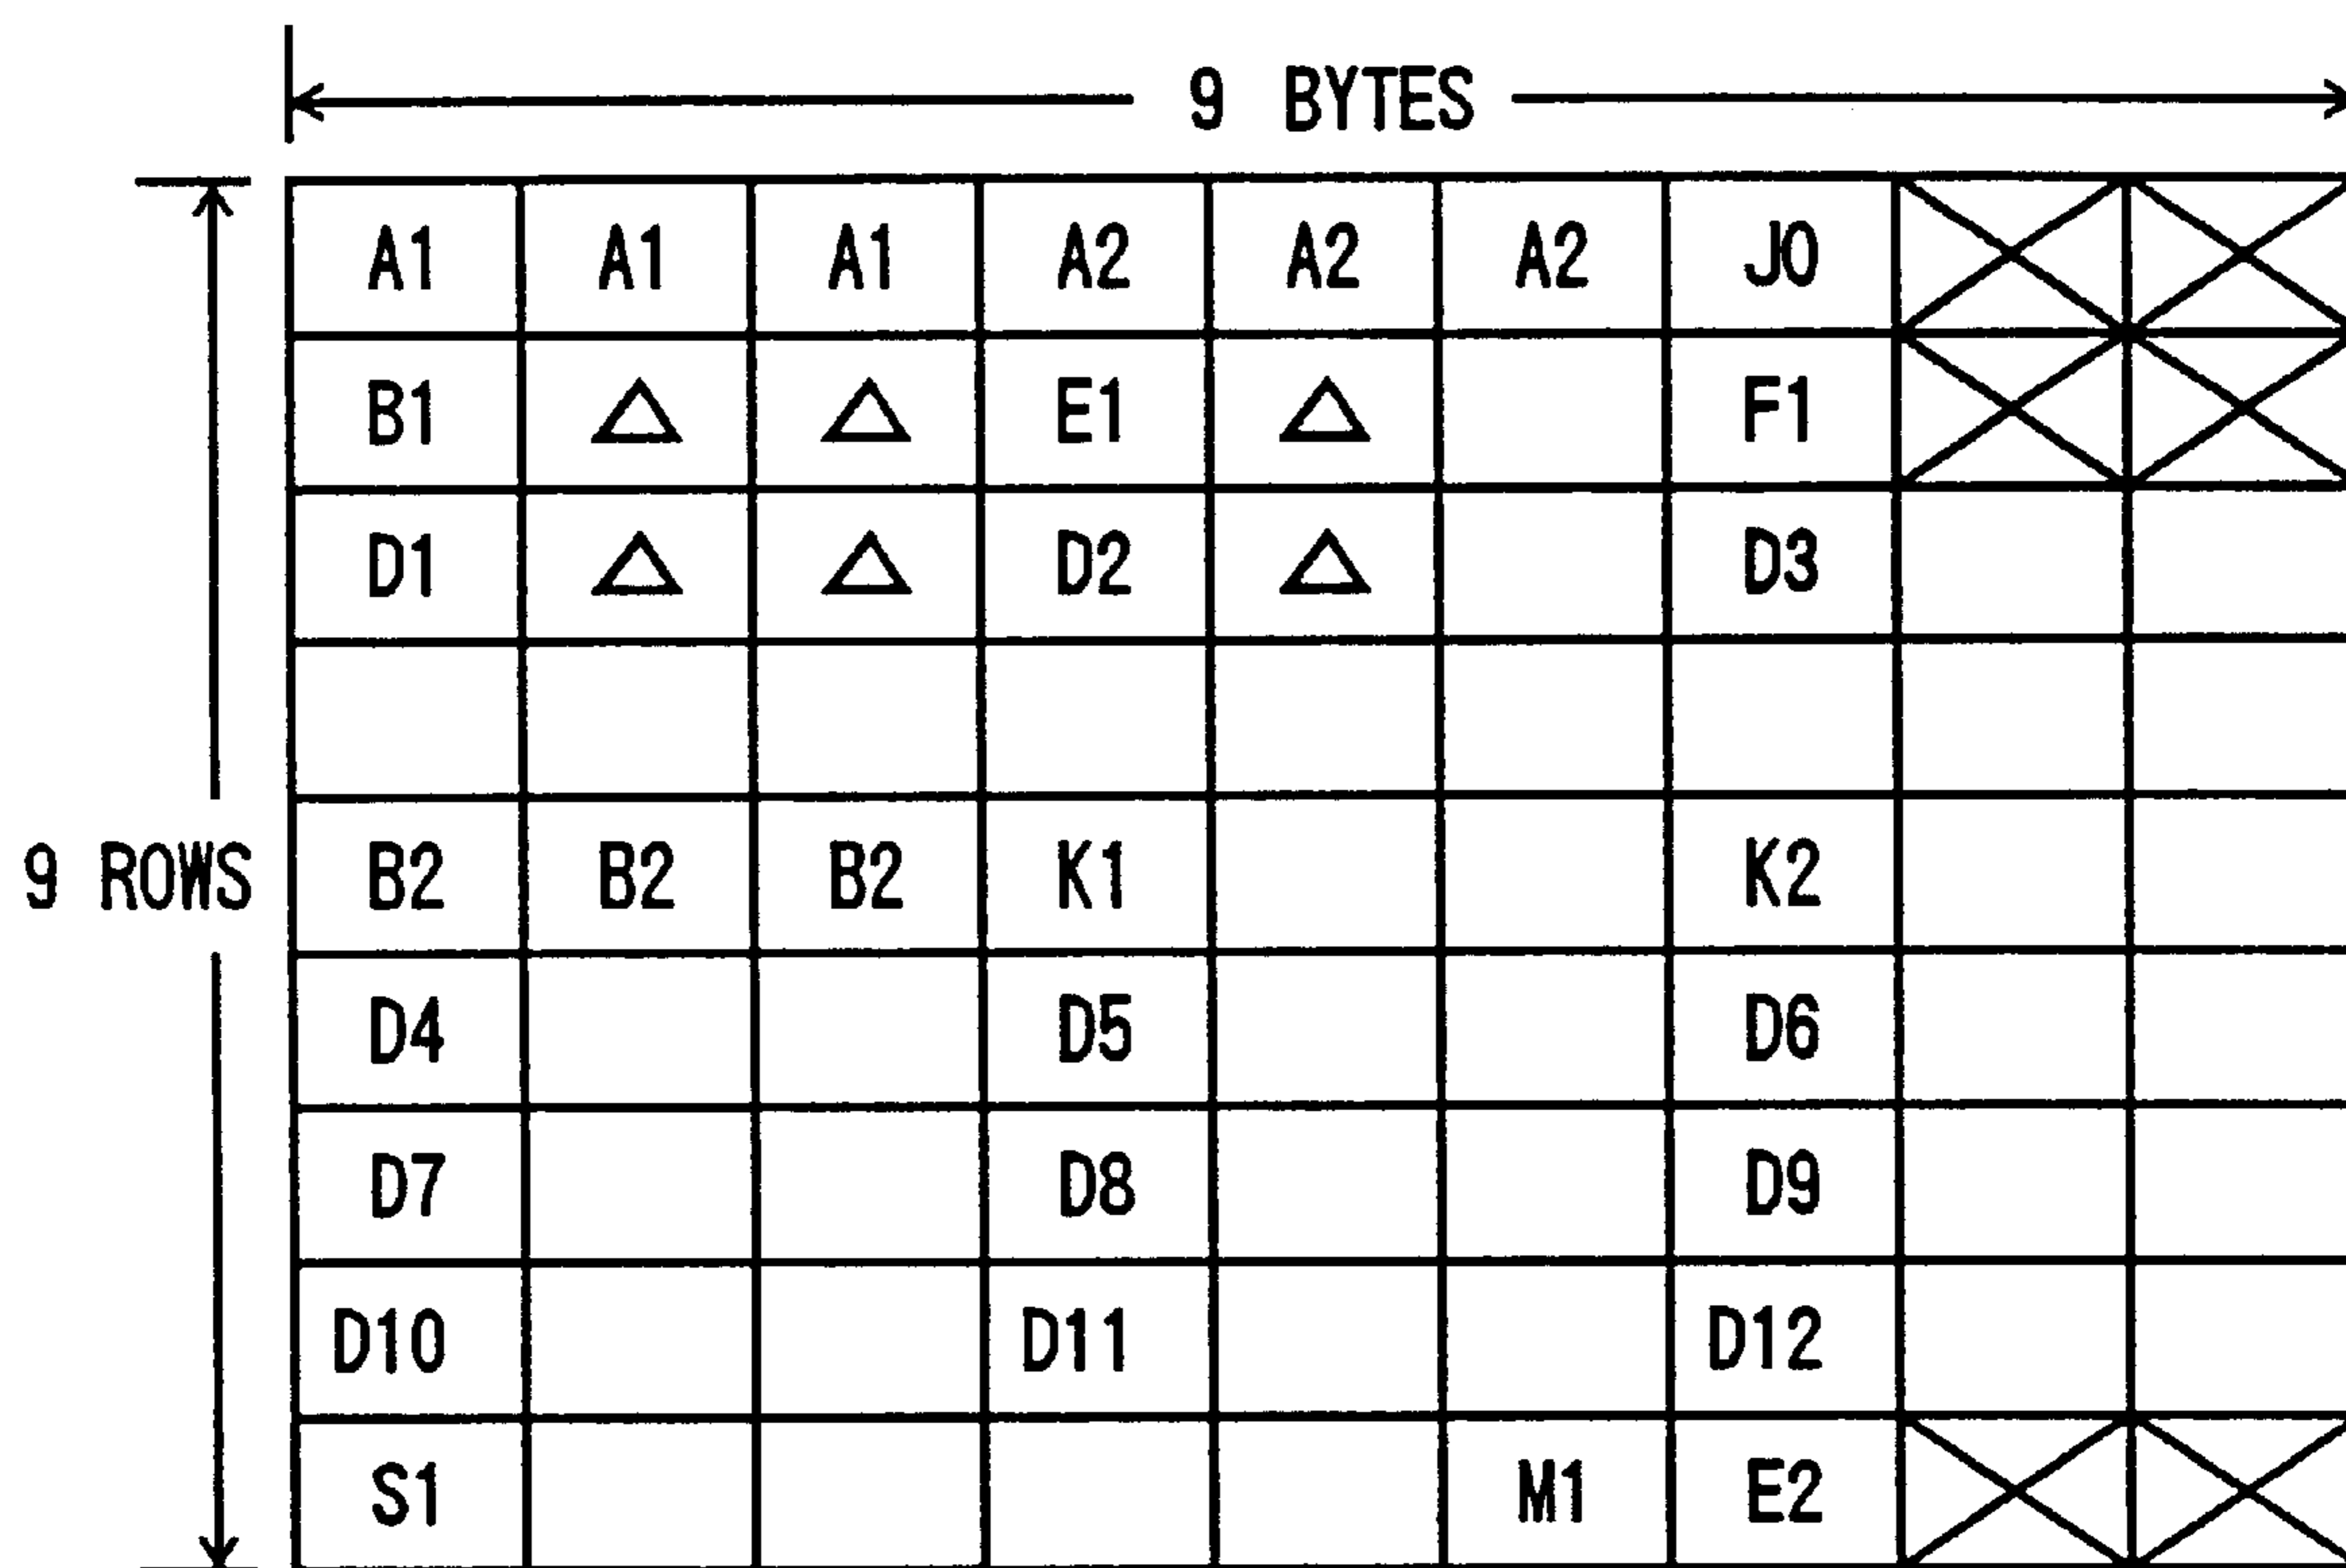 9 BYTES
A1 A1 A1 A2 A2 A2 J0
B1 E1 F1
D1 D2 D3
9 ROWS
B2 B2 B2 K1 K2
D4 D5 D6
D7 D8 D9
D10 D11 D12
S1 M1 E2